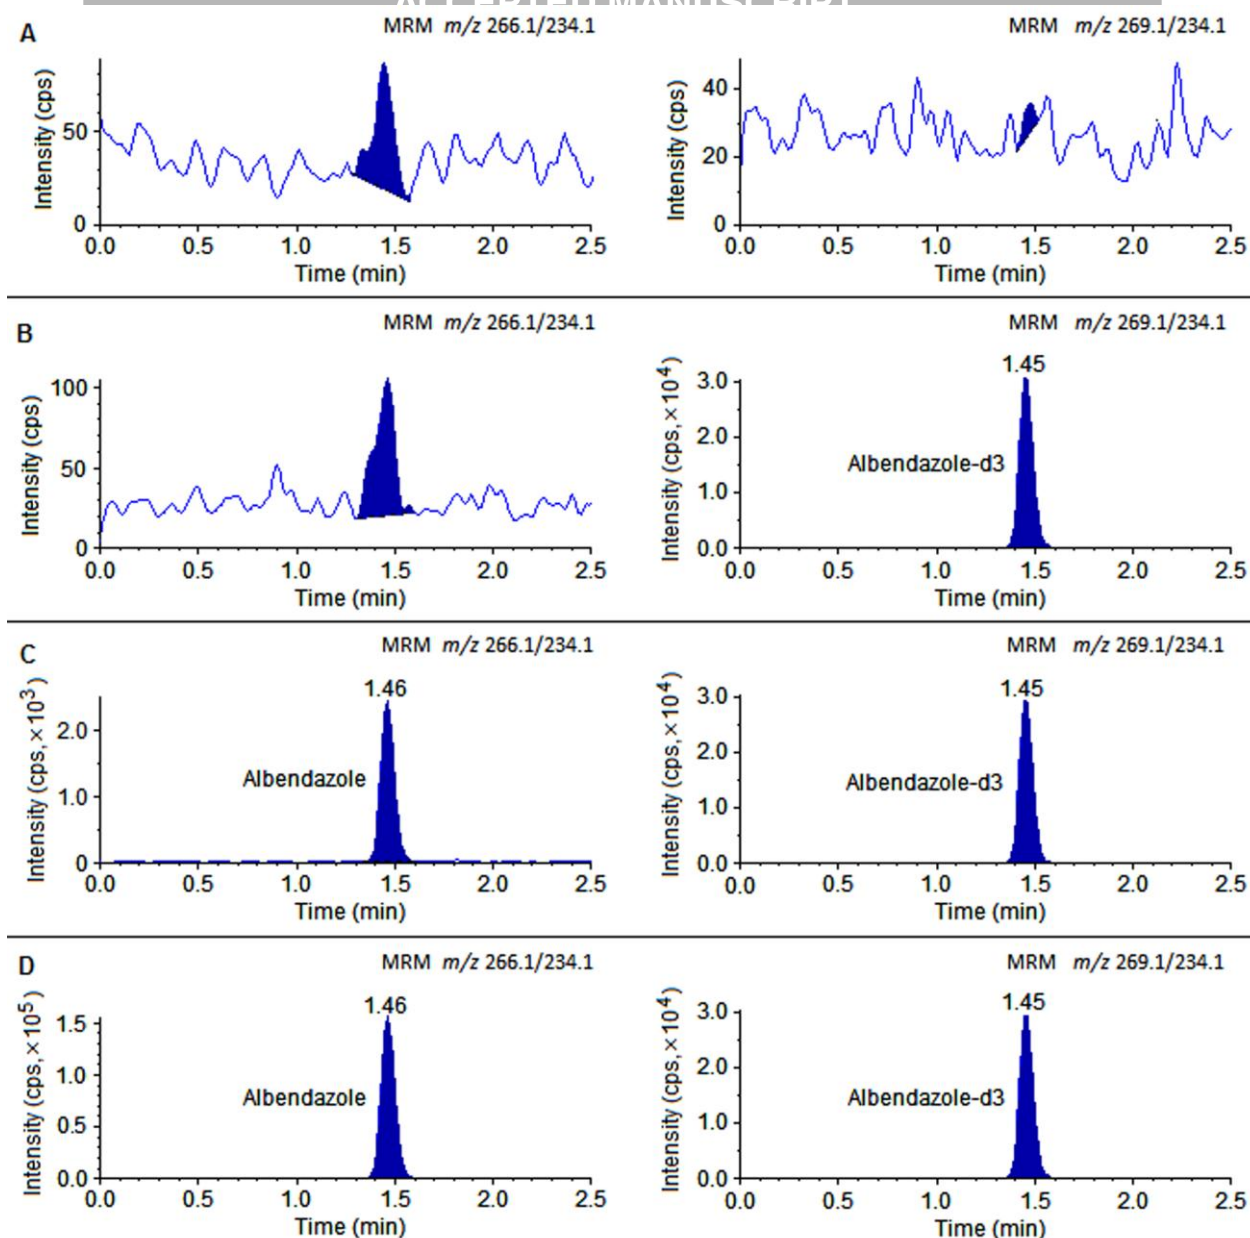 ACCEPTED MANUSCRIPT
A
MRM m/z 266.1/234.1
MRM m/z 269.1/234.1
Intensity (cps)
50
0
0.0 0.5 1.0 1.5 2.0 2.5
Time (min)
Intensity (cps)
40
20
0
0.0 0.5 1.0 1.5 2.0 2.5
Time (min)
B
MRM m/z 266.1/234.1
MRM m/z 269.1/234.1
Intensity (cps)
100
50
0
0.0 0.5 1.0 1.5 2.0 2.5
Time (min)
Intensity (cps,×10⁴)
3.0
2.0
1.0
0.0
1.45
Albendazole-d3
0.0 0.5 1.0 1.5 2.0 2.5
Time (min)
C
MRM m/z 266.1/234.1
MRM m/z 269.1/234.1
Intensity (cps,×10³)
2.0
1.0
0
1.46
Albendazole
0.0 0.5 1.0 1.5 2.0 2.5
Time (min)
Intensity (cps,×10⁴)
3.0
2.0
1.0
0.0
1.45
Albendazole-d3
0.0 0.5 1.0 1.5 2.0 2.5
Time (min)
D
MRM m/z 266.1/234.1
MRM m/z 269.1/234.1
Intensity (cps,×10⁵)
1.5
1.0
0.5
0.0
1.46
Albendazole
0.0 0.5 1.0 1.5 2.0 2.5
Time (min)
Intensity (cps,×10⁴)
3.0
2.0
1.0
0.0
1.45
Albendazole-d3
0.0 0.5 1.0 1.5 2.0 2.5
Time (min)